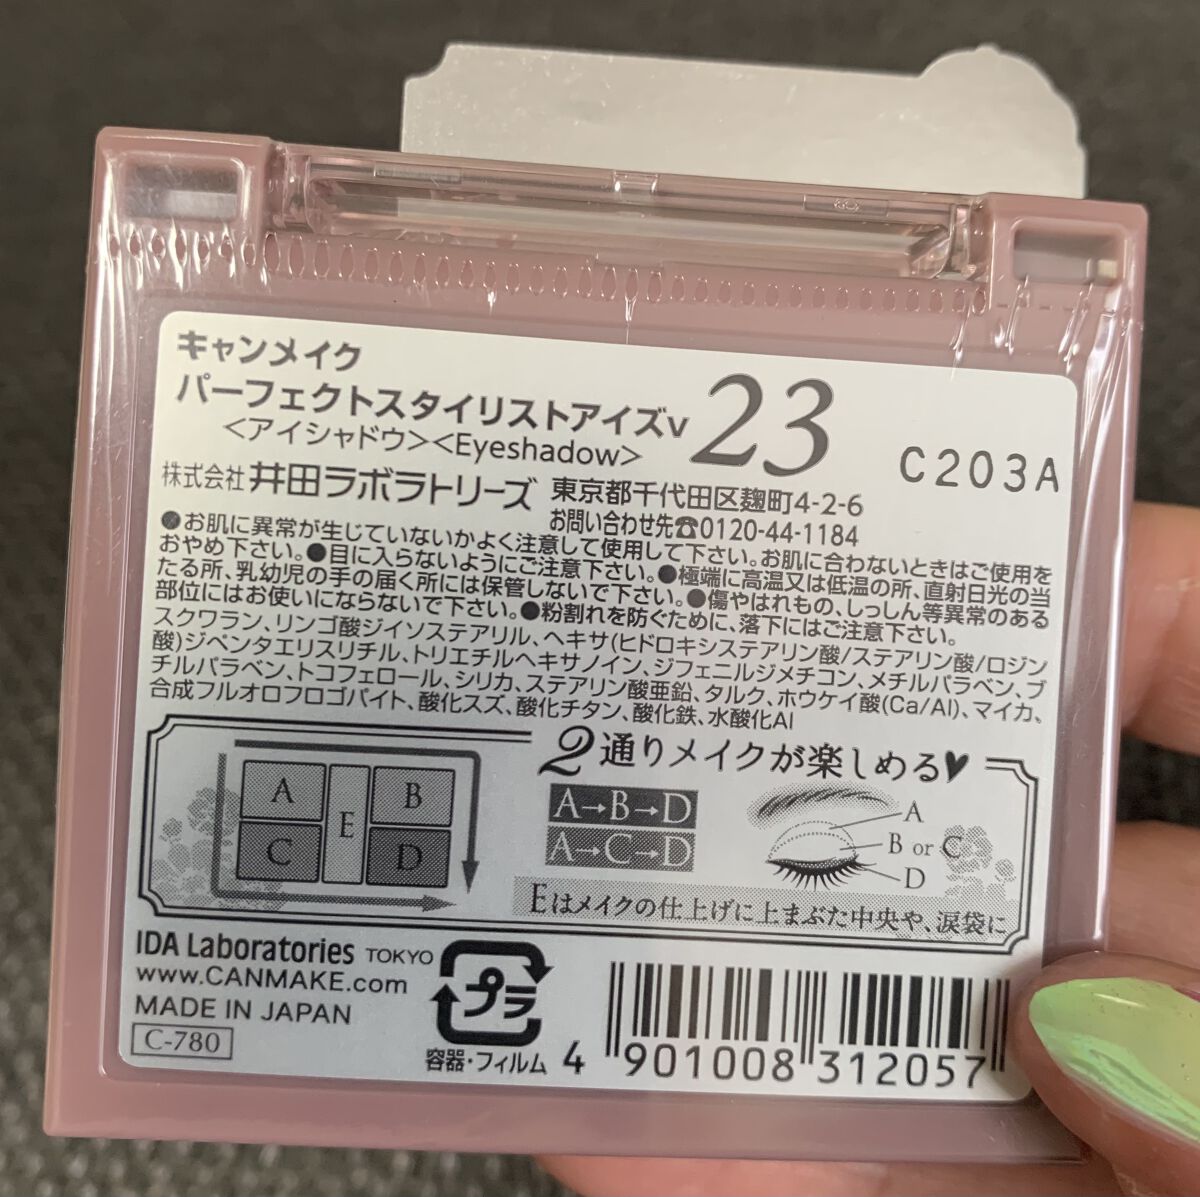 キャンメイク
パーフェクトスタイリストアイズv 23
<アイシャドウ><Eyeshadow>
C203A
株式会社 井田ラボラトリーズ 東京都千代田区麹町4-2-6
お問い合わせ先☎0120-44-1184
●お肌に異常が生じていないかよく注意して使用して下さい。お肌に合わないときはご使用を
おやめ下さい。●目に入らないようにご注意下さい。●極端に高温又は低温の所、直射日光の当
たる所、乳幼児の手の届く所には保管しないで下さい。●傷やはれもの、しっしん等異常のある
部位にはお使いにならないで下さい。●粉割れを防ぐために、落下にはご注意下さい。
スクワラン、リンゴ酸ジイソステアリル、ヘキサ(ヒドロキシステアリン酸/ステアリン酸/ロジン
酸)ジペンタエリスリチル、トリエチルヘキサノイン、ジフェニルジメチコン、メチルパラベン、ブ
チルパラベン、トコフェロール、シリカ、ステアリン酸亜鉛、タルク、ホウケイ酸(Ca/Al)、マイカ、
合成フルオロフロゴパイト、酸化スズ、酸化チタン、酸化鉄、水酸化Al
2通りメイクが楽しめる♥
A E B
C D
A→B→D
A→C→D
A
B or C
D
Eはメイクの仕上げに上まぶた中央や、涙袋に
IDA Laboratories TOKYO
www.CANMAKE.com
MADE IN JAPAN
C-780
プラ
容器・フィルム
4 901008 312057